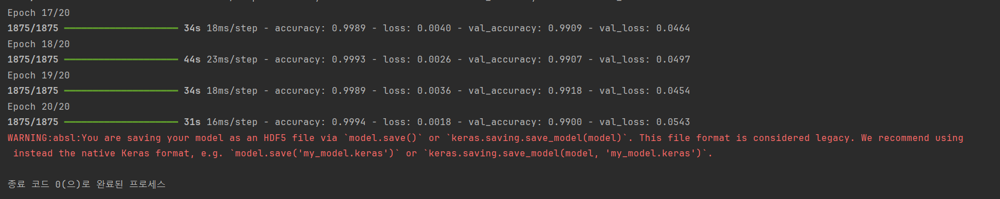 Epoch 17/20
1875/1875 ━━━━━━━━━━━━━━━━━━━━ 34s 18ms/step - accuracy: 0.9989 - loss: 0.0040 - val_accuracy: 0.9909 - val_loss: 0.0464
Epoch 18/20
1875/1875 ━━━━━━━━━━━━━━━━━━━━ 44s 23ms/step - accuracy: 0.9993 - loss: 0.0026 - val_accuracy: 0.9907 - val_loss: 0.0497
Epoch 19/20
1875/1875 ━━━━━━━━━━━━━━━━━━━━ 34s 18ms/step - accuracy: 0.9989 - loss: 0.0036 - val_accuracy: 0.9918 - val_loss: 0.0454
Epoch 20/20
1875/1875 ━━━━━━━━━━━━━━━━━━━━ 31s 16ms/step - accuracy: 0.9994 - loss: 0.0018 - val_accuracy: 0.9900 - val_loss: 0.0543
WARNING:absl:You are saving your model as an HDF5 file via `model.save()` or `keras.saving.save_model(model)`. This file format is considered legacy. We recommend using
instead the native Keras format, e.g. `model.save('my_model.keras')` or `keras.saving.save_model(model, 'my_model.keras')`.
종료 코드 0(으)로 완료된 프로세스